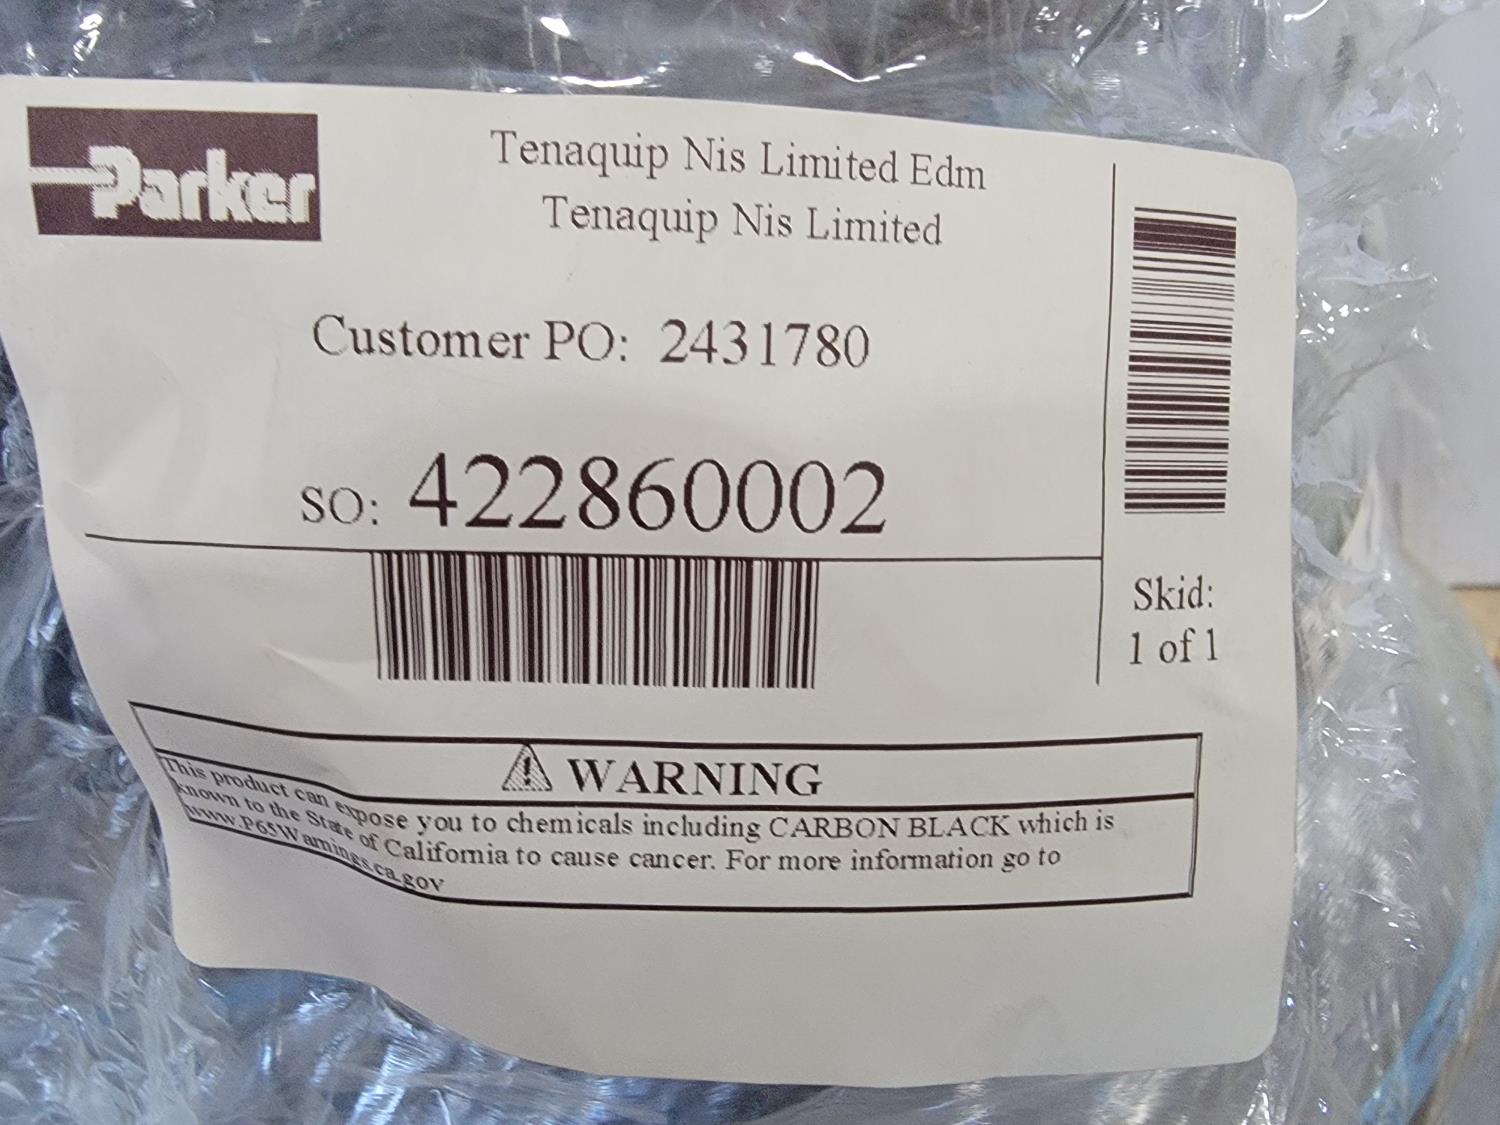 Parker
Tenaquip Nis Limited Edm
Tenaquip Nis Limited
Customer PO: 2431780
SO: 422860002
Skid:
1 of 1
WARNING
This product can expose you to chemicals including CARBON BLACK which is
known to the State of California to cause cancer. For more information go to
www.P65Warnings.ca.gov